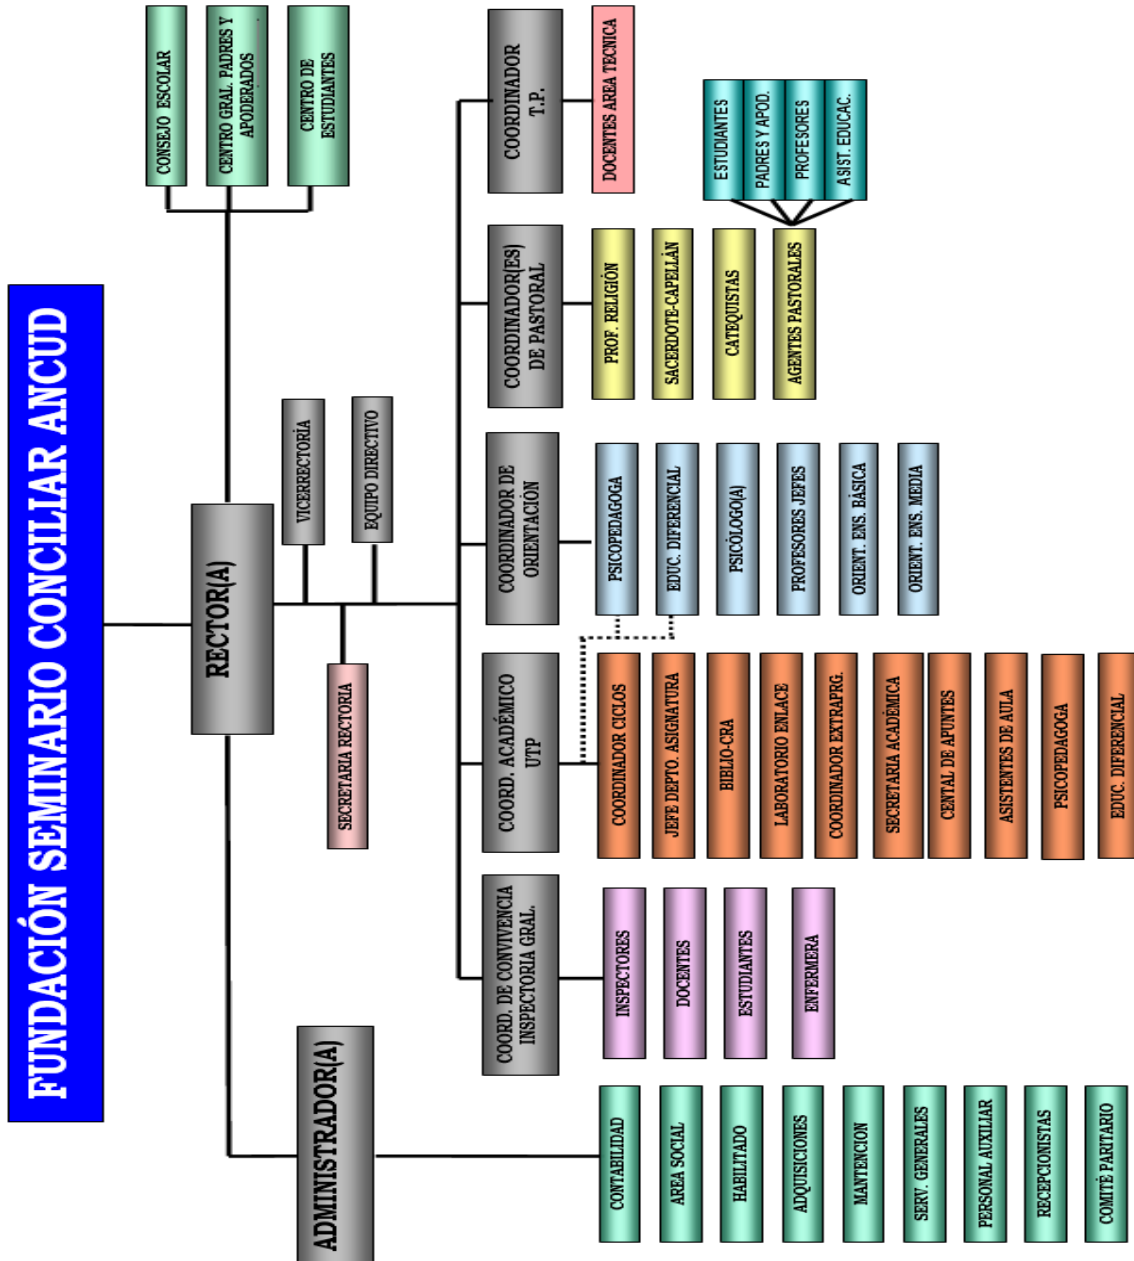 FUNDACIÓN SEMINARIO CONCILIAR ANCUD
RECTOR(A)
CONSEJO ESCOLAR
CENTRO GRAL. PADRES Y
APODERADOS
CENTRO DE
ESTUDIANTES
VICERRECTORÍA
EQUIPO DIRECTIVO
SECRETARIA RECTORIA
ADMINISTRADOR(A)
CONTABILIDAD
AREA SOCIAL
HABILITADO
ADQUISICIONES
MANTENCION
SERV. GENERALES
PERSONAL AUXILIAR
RECEPCIONISTAS
COMITÉ PARITARIO
COORD. DE CONVIVENCIA
INSPECTORIA GRAL.
INSPECTORES
DOCENTES
ESTUDIANTES
ENFERMERA
COORD. ACADÉMICO
UTP
COORDINADOR CICLOS
JEFE DEPTO. ASIGNATURA
BIBLIO-CRA
LABORATORIO ENLACE
COORDINADOR EXTRAPRG.
SECRETARIA ACADÉMICA
CENTAL DE APUNTES
ASISTENTES DE AULA
PSICOPEDAGOGA
EDUC. DIFERENCIAL
COORDINADOR DE
ORIENTACIÓN
PSICOPEDAGOGA
EDUC. DIFERENCIAL
PSICÓLOGO(A)
PROFESORES JEFES
ORIENT. ENS. BÁSICA
ORIENT. ENS. MEDIA
COORDINADOR(ES)
DE PASTORAL
PROF. RELIGIÓN
SACERDOTE-CAPELLÁN
CATEQUISTAS
AGENTES PASTORALES
ESTUDIANTES
PADRES Y APOD.
PROFESORES
ASIST. EDUCAC.
COORDINADOR
T.P.
DOCENTES AREA TECNICA